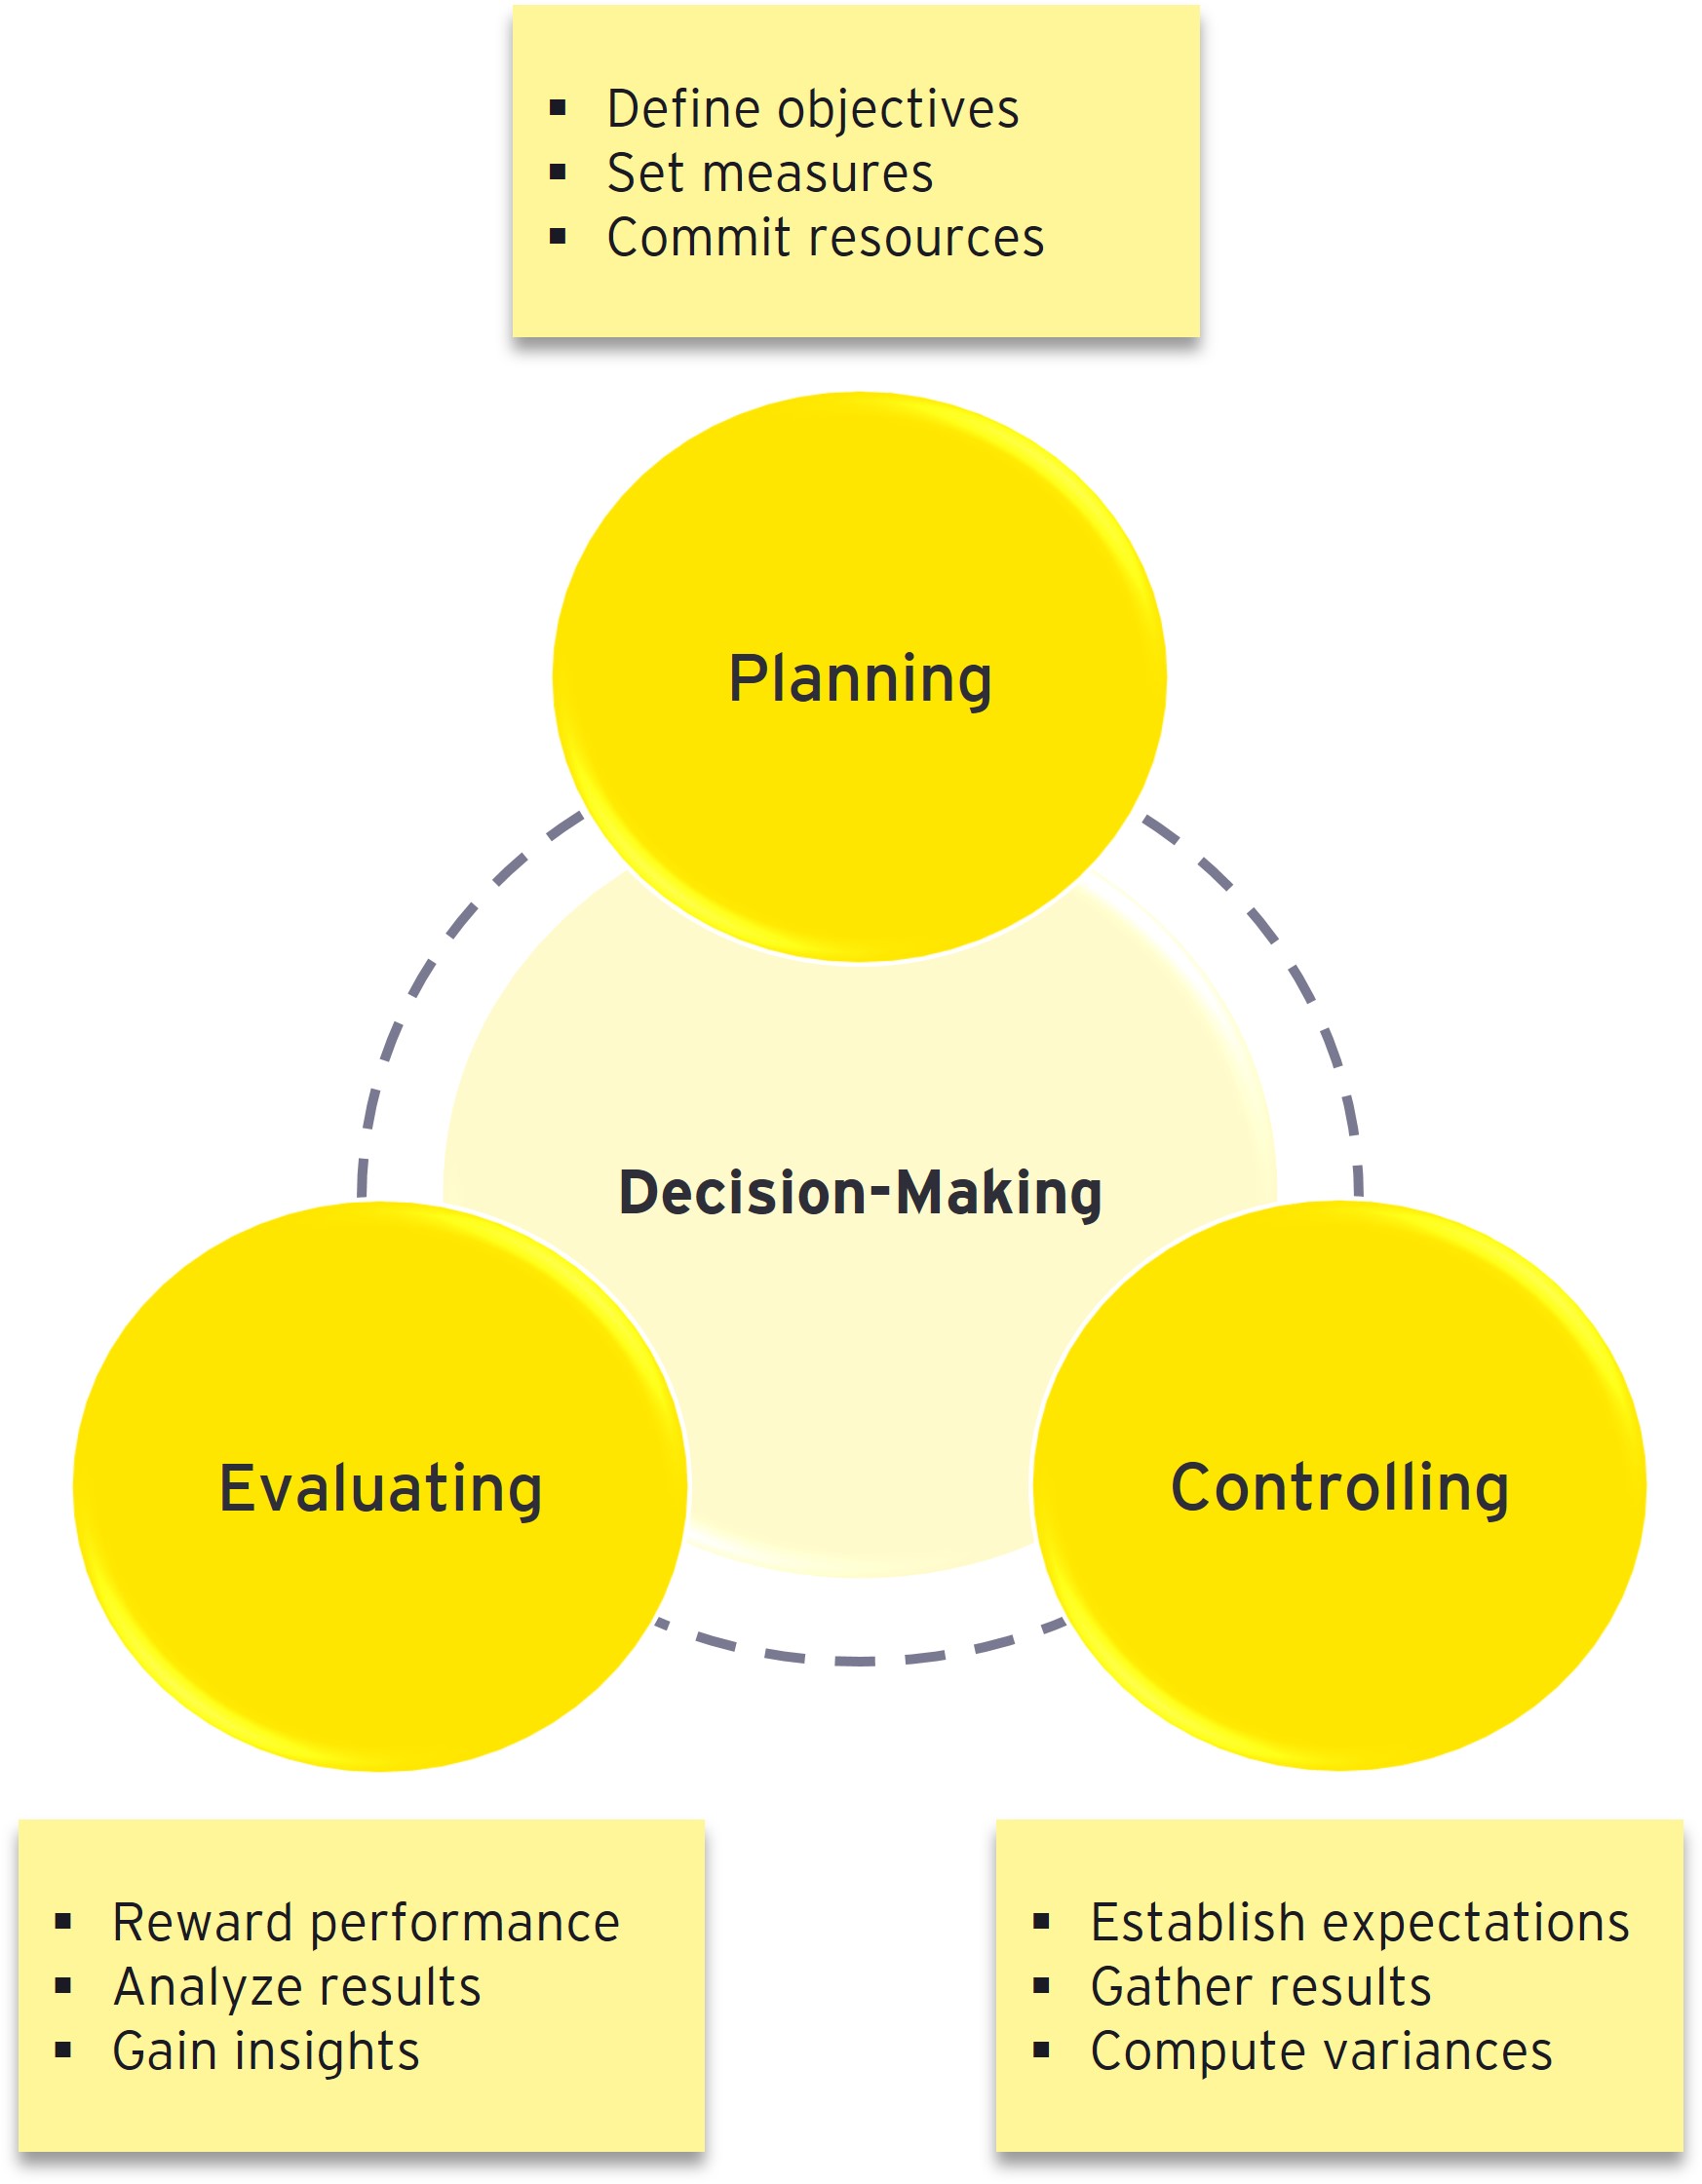 ▪ Define objectives
▪ Set measures
▪ Commit resources
Planning
Decision-Making
Evaluating
Controlling
▪ Reward performance
▪ Analyze results
▪ Gain insights
▪ Establish expectations
▪ Gather results
▪ Compute variances